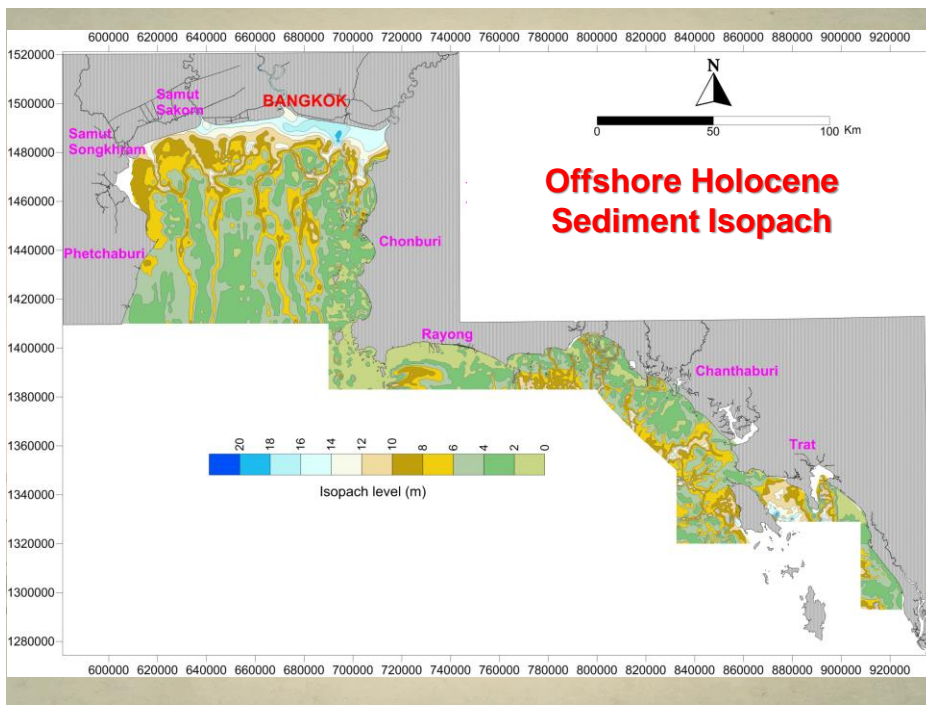 600000 620000 640000 660000 680000 700000 720000 740000 760000 780000 800000 820000 840000 860000 880000 900000 920000
1520000
1500000
1480000
1460000
1440000
1420000
1400000
1380000
1360000
1340000
1320000
1300000
1280000
N
0 50 100 Km
Offshore Holocene
Sediment Isopach
Samut
Sakorn
BANGKOK
Samut
Songkhram
Phetchaburi
Chonburi
Rayong
Chanthaburi
Trat
20 18 16 14 12 10 8 6 4 2 0
Isopach level (m)
600000 620000 640000 660000 680000 700000 720000 740000 760000 780000 800000 820000 840000 860000 880000 900000 920000